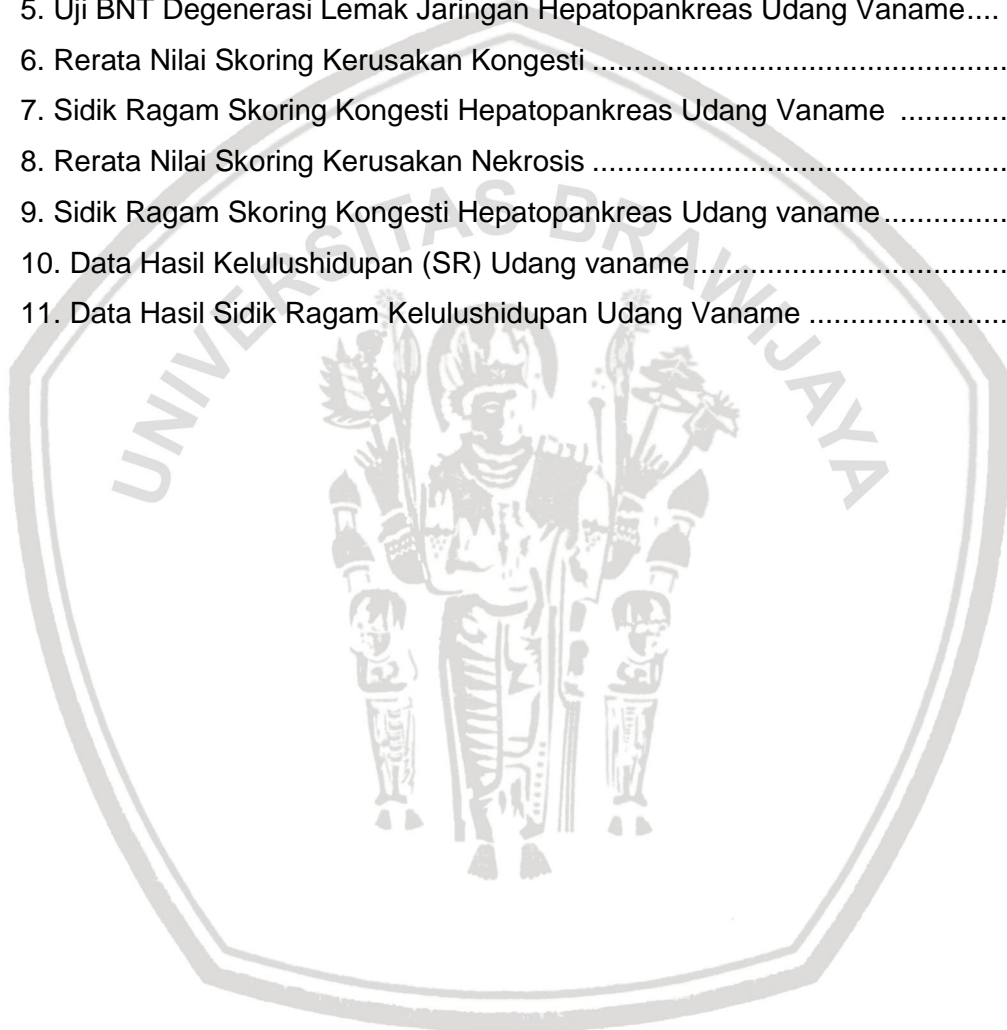 5. Uji BNT Degenerasi Lemak Jaringan Hepatopankreas Udang Vaname....
6. Rerata Nilai Skoring Kerusakan Kongesti ..................................................
7. Sidik Ragam Skoring Kongesti Hepatopankreas Udang Vaname .............
8. Rerata Nilai Skoring Kerusakan Nekrosis ..................................................
9. Sidik Ragam Skoring Kongesti Hepatopankreas Udang vaname...............
10. Data Hasil Kelulushidupan (SR) Udang vaname......................................
11. Data Hasil Sidik Ragam Kelulushidupan Udang Vaname ........................
UNIVERSITAS BRAWIJAYA